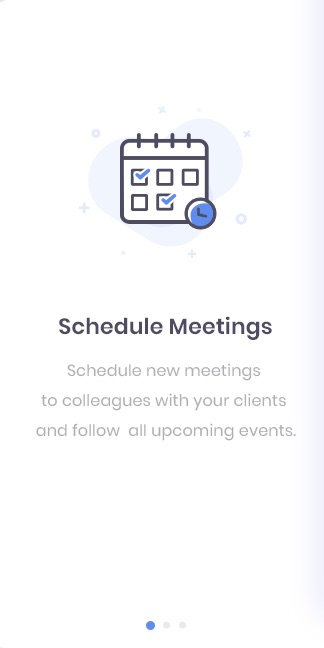 Schedule Meetings
Schedule new meetings
to colleagues with your clients
and follow  all upcoming events.